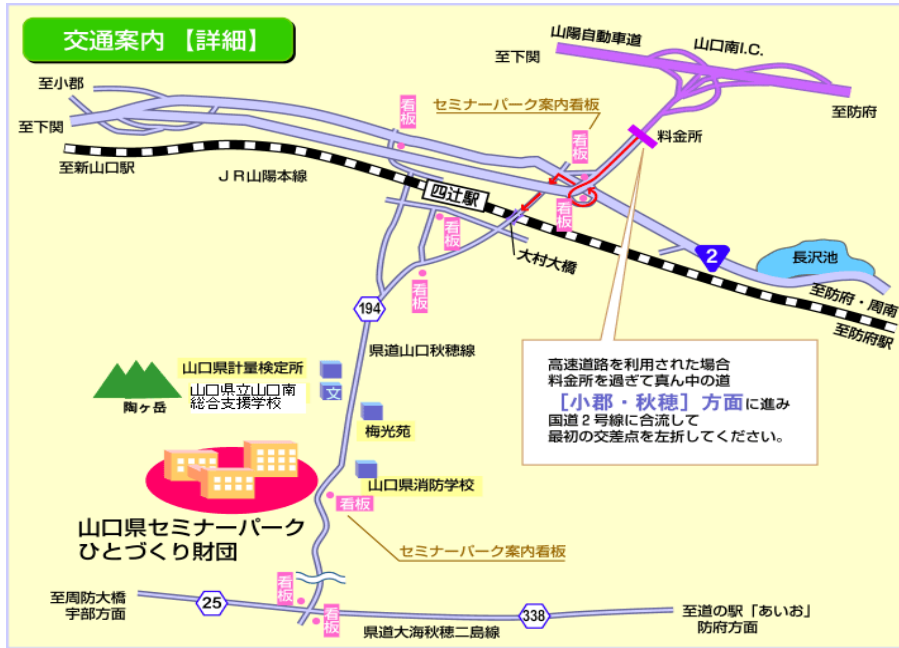 交通案内 【詳細】
山陽自動車道
山口南I.C.
至下関
至防府
至小郡
至下関
セミナーパーク案内看板
看板
看板
料金所
至新山口駅
JR山陽本線
四辻駅
看板
看板
大村大橋
2
長沢池
看板
至防府・周南
至防府駅
194
県道山口秋穂線
高速道路を利用された場合
料金所を過ぎて真ん中の道
[小郡・秋穂] 方面に進み
国道2号線に合流して
最初の交差点を左折してください。
山口県計量検定所
山口県立山口南
総合支援学校
文
陶ヶ岳
梅光苑
山口県消防学校
看板
山口県セミナーパーク
ひとづくり財団
セミナーパーク案内看板
看板
至周防大橋
宇部方面
25
看板
県道大海秋穂二島線
338
至道の駅「あいお」
防府方面